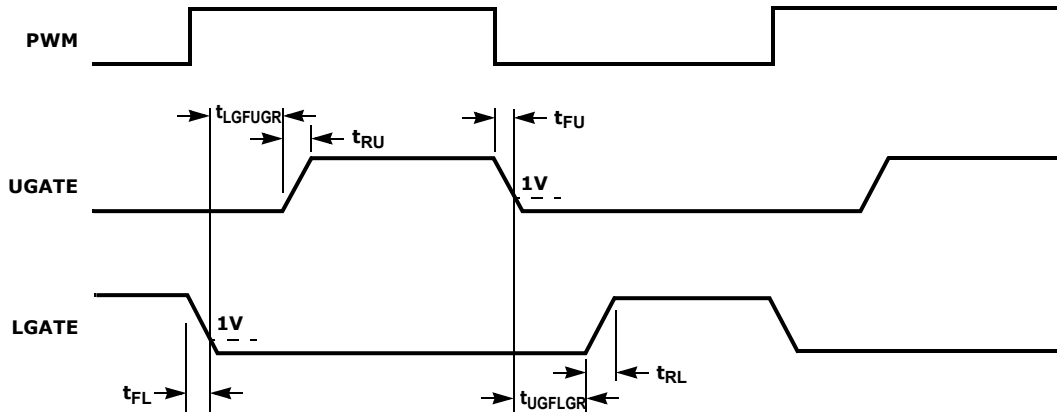 PWM
tLGFUGR
tFU
tRU
UGATE
1V
LGATE
1V
tRL
tFL
tUGFLGR